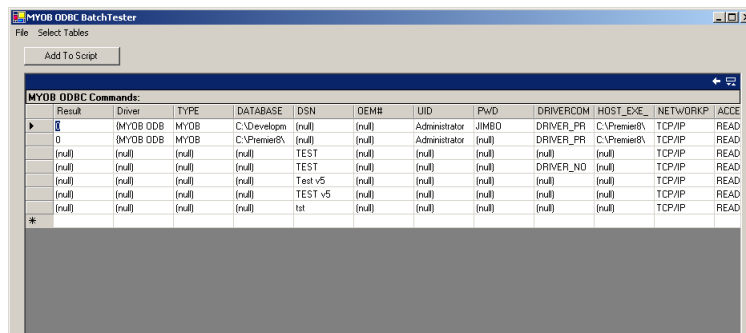 MYOB ODBC BatchTester
File Select Tables
Add To Script
MYOB ODBC Commands:
Result Driver TYPE DATABASE DSN OEM# UID PWD DRIVERCOM HOST_EXE_ NETWORKP ACCE
0 {MYOB ODB MYOB C:\Developm (null) (null) Administrator JIMBO DRIVER_PR C:\Premier8\ TCP/IP READ
0 {MYOB ODB MYOB C:\Premier8\ (null) (null) Administrator (null) DRIVER_PR C:\Premier8\ TCP/IP READ
(null) (null) (null) (null) TEST (null) (null) (null) (null) (null) TCP/IP READ
(null) (null) (null) (null) TEST (null) (null) (null) DRIVER_NO (null) TCP/IP READ
(null) (null) (null) (null) Test v5 (null) (null) (null) (null) (null) TCP/IP READ
(null) (null) (null) (null) TEST v5 (null) (null) (null) (null) (null) TCP/IP READ
(null) (null) (null) (null) tst (null) (null) (null) (null) (null) TCP/IP READ